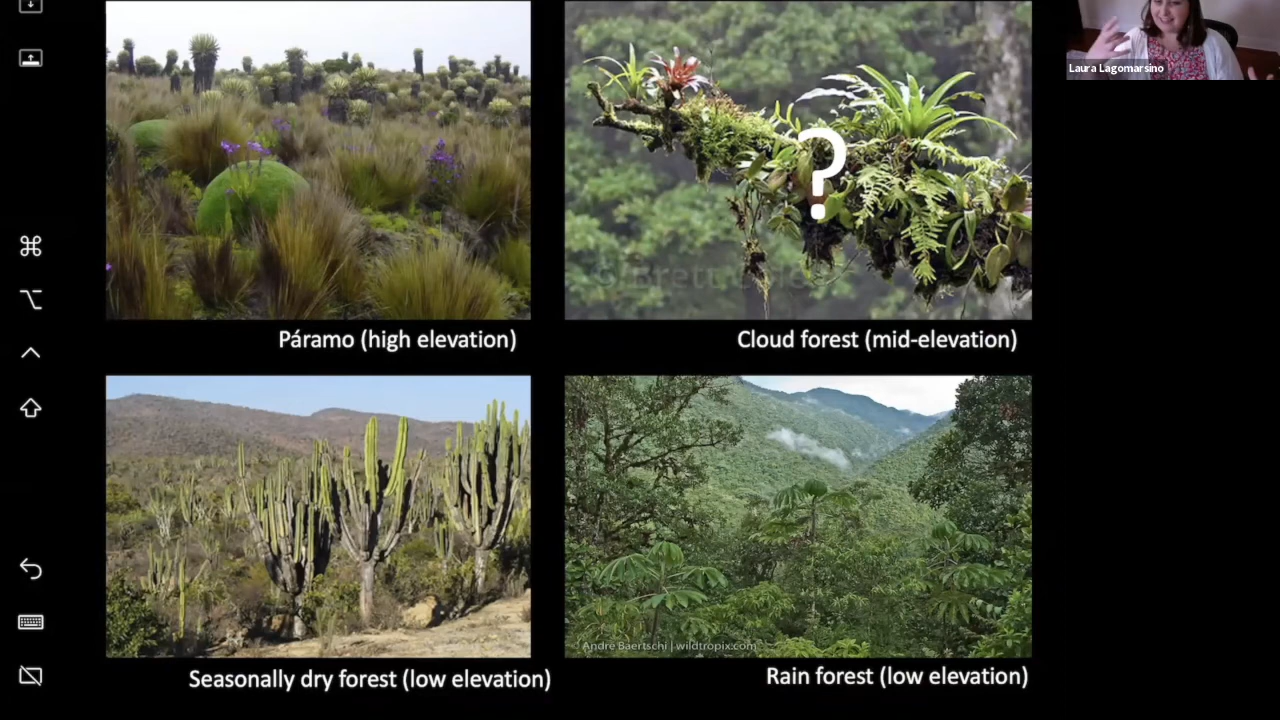 Laura Lagomarsino
?
Páramo (high elevation)
Cloud forest (mid-elevation)
Seasonally dry forest (low elevation)
© Andre Baertschi | wildtropix.com
Rain forest (low elevation)